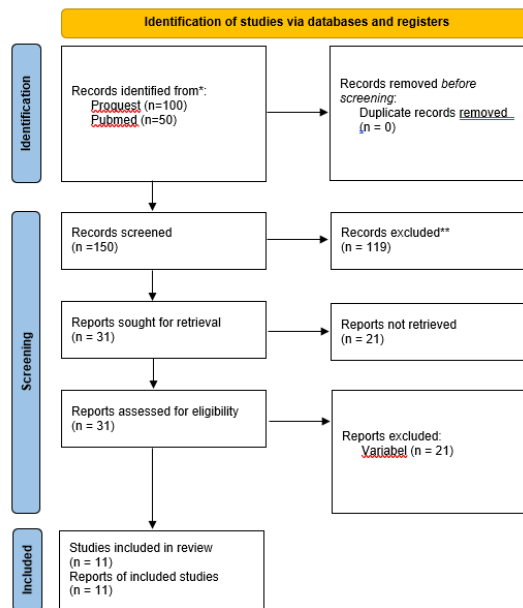 Identification of studies via databases and registers
Identification
Records identified from*:
Proquest (n=100)
Pubmed (n=50)
Records removed before
screening:
Duplicate records removed
(n = 0)
Screening
Records screened
(n =150)
Records excluded**
(n = 119)
Reports sought for retrieval
(n = 31)
Reports not retrieved
(n = 21)
Reports assessed for eligibility
(n = 31)
Reports excluded:
Variabel (n = 21)
Included
Studies included in review
(n = 11)
Reports of included studies
(n = 11)